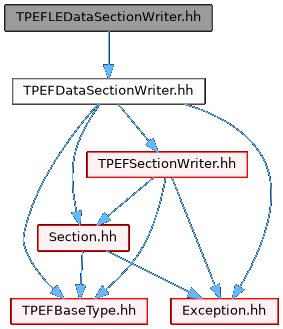 TPEFLEDataSectionWriter.hh
TPEFDataSectionWriter.hh
TPEFSectionWriter.hh
Section.hh
TPEFBaseType.hh
Exception.hh